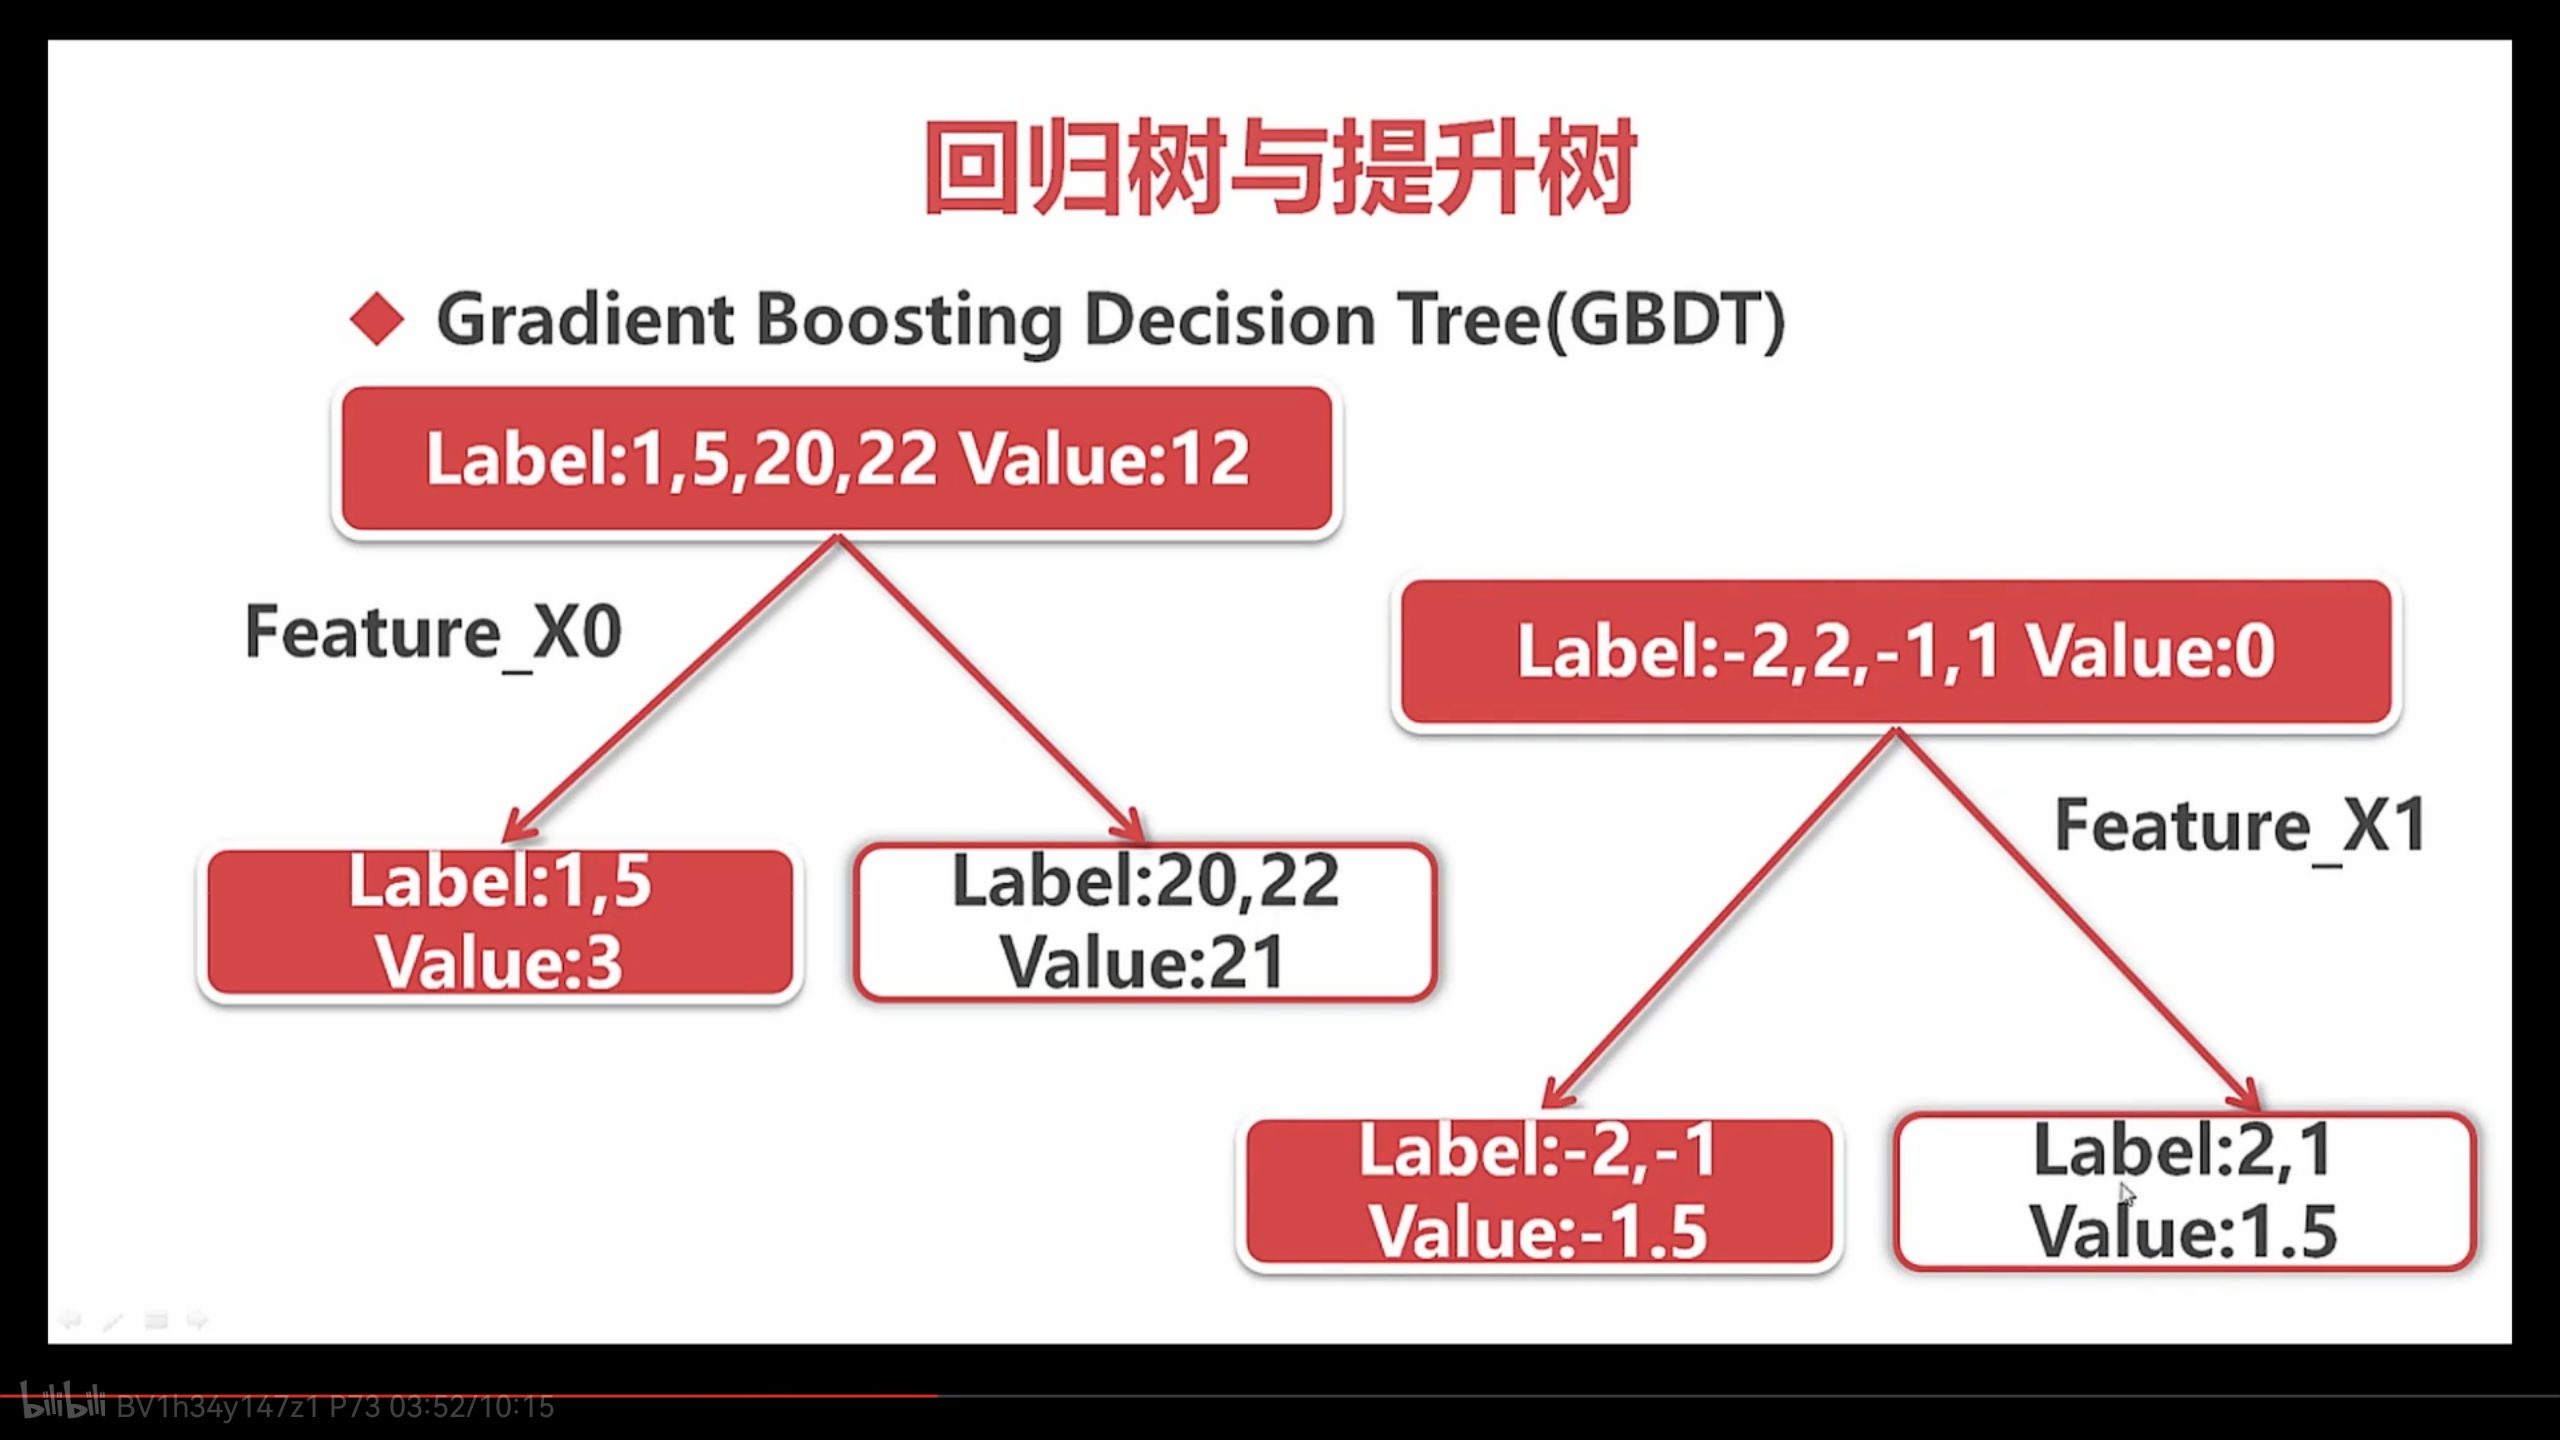 回归树与提升树
Gradient Boosting Decision Tree(GBDT)
Label:1,5,20,22 Value:12
Feature_X0
Label:1,5
Value:3
Label:20,22
Value:21
Label:-2,2,-1,1 Value:0
Feature_X1
Label:-2,-1
Value:-1.5
Label:2,1
Value:1.5
bilibili BV1h34y147z1 P73 03:52/10:15